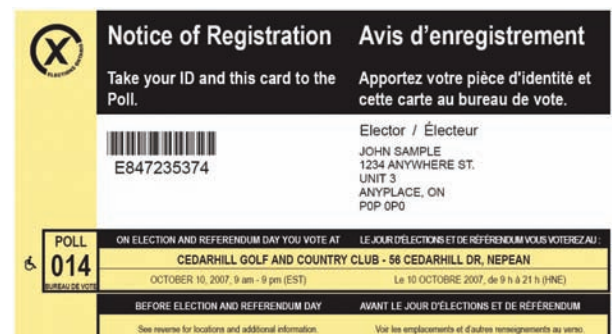 Notice of Registration
Take your ID and this card to the
Poll.
Avis d'enregistrement
Apportez votre pièce d'identité et
cette carte au bureau de vote.
ELECTIONS ONTARIO
E847235374
Elector / Électeur
JOHN SAMPLE
1234 ANYWHERE ST.
UNIT 3
ANYPLACE, ON
P0P 0P0
POLL
014
BUREAU DE VOTE
ON ELECTION AND REFERENDUM DAY YOU VOTE AT
LE JOUR D'ÉLECTIONS ET DE RÉFÉRENDUM VOUS VOTEREZ AU :
CEDARHILL GOLF AND COUNTRY CLUB - 56 CEDARHILL DR, NEPEAN
OCTOBER 10, 2007, 9 am - 9 pm (EST)
Le 10 OCTOBRE 2007, de 9 h à 21 h (HNE)
BEFORE ELECTION AND REFERENDUM DAY
AVANT LE JOUR D'ÉLECTIONS ET DE RÉFÉRENDUM
See reverse for locations and additional information.
Voir les emplacements et d'autres renseignements au verso.